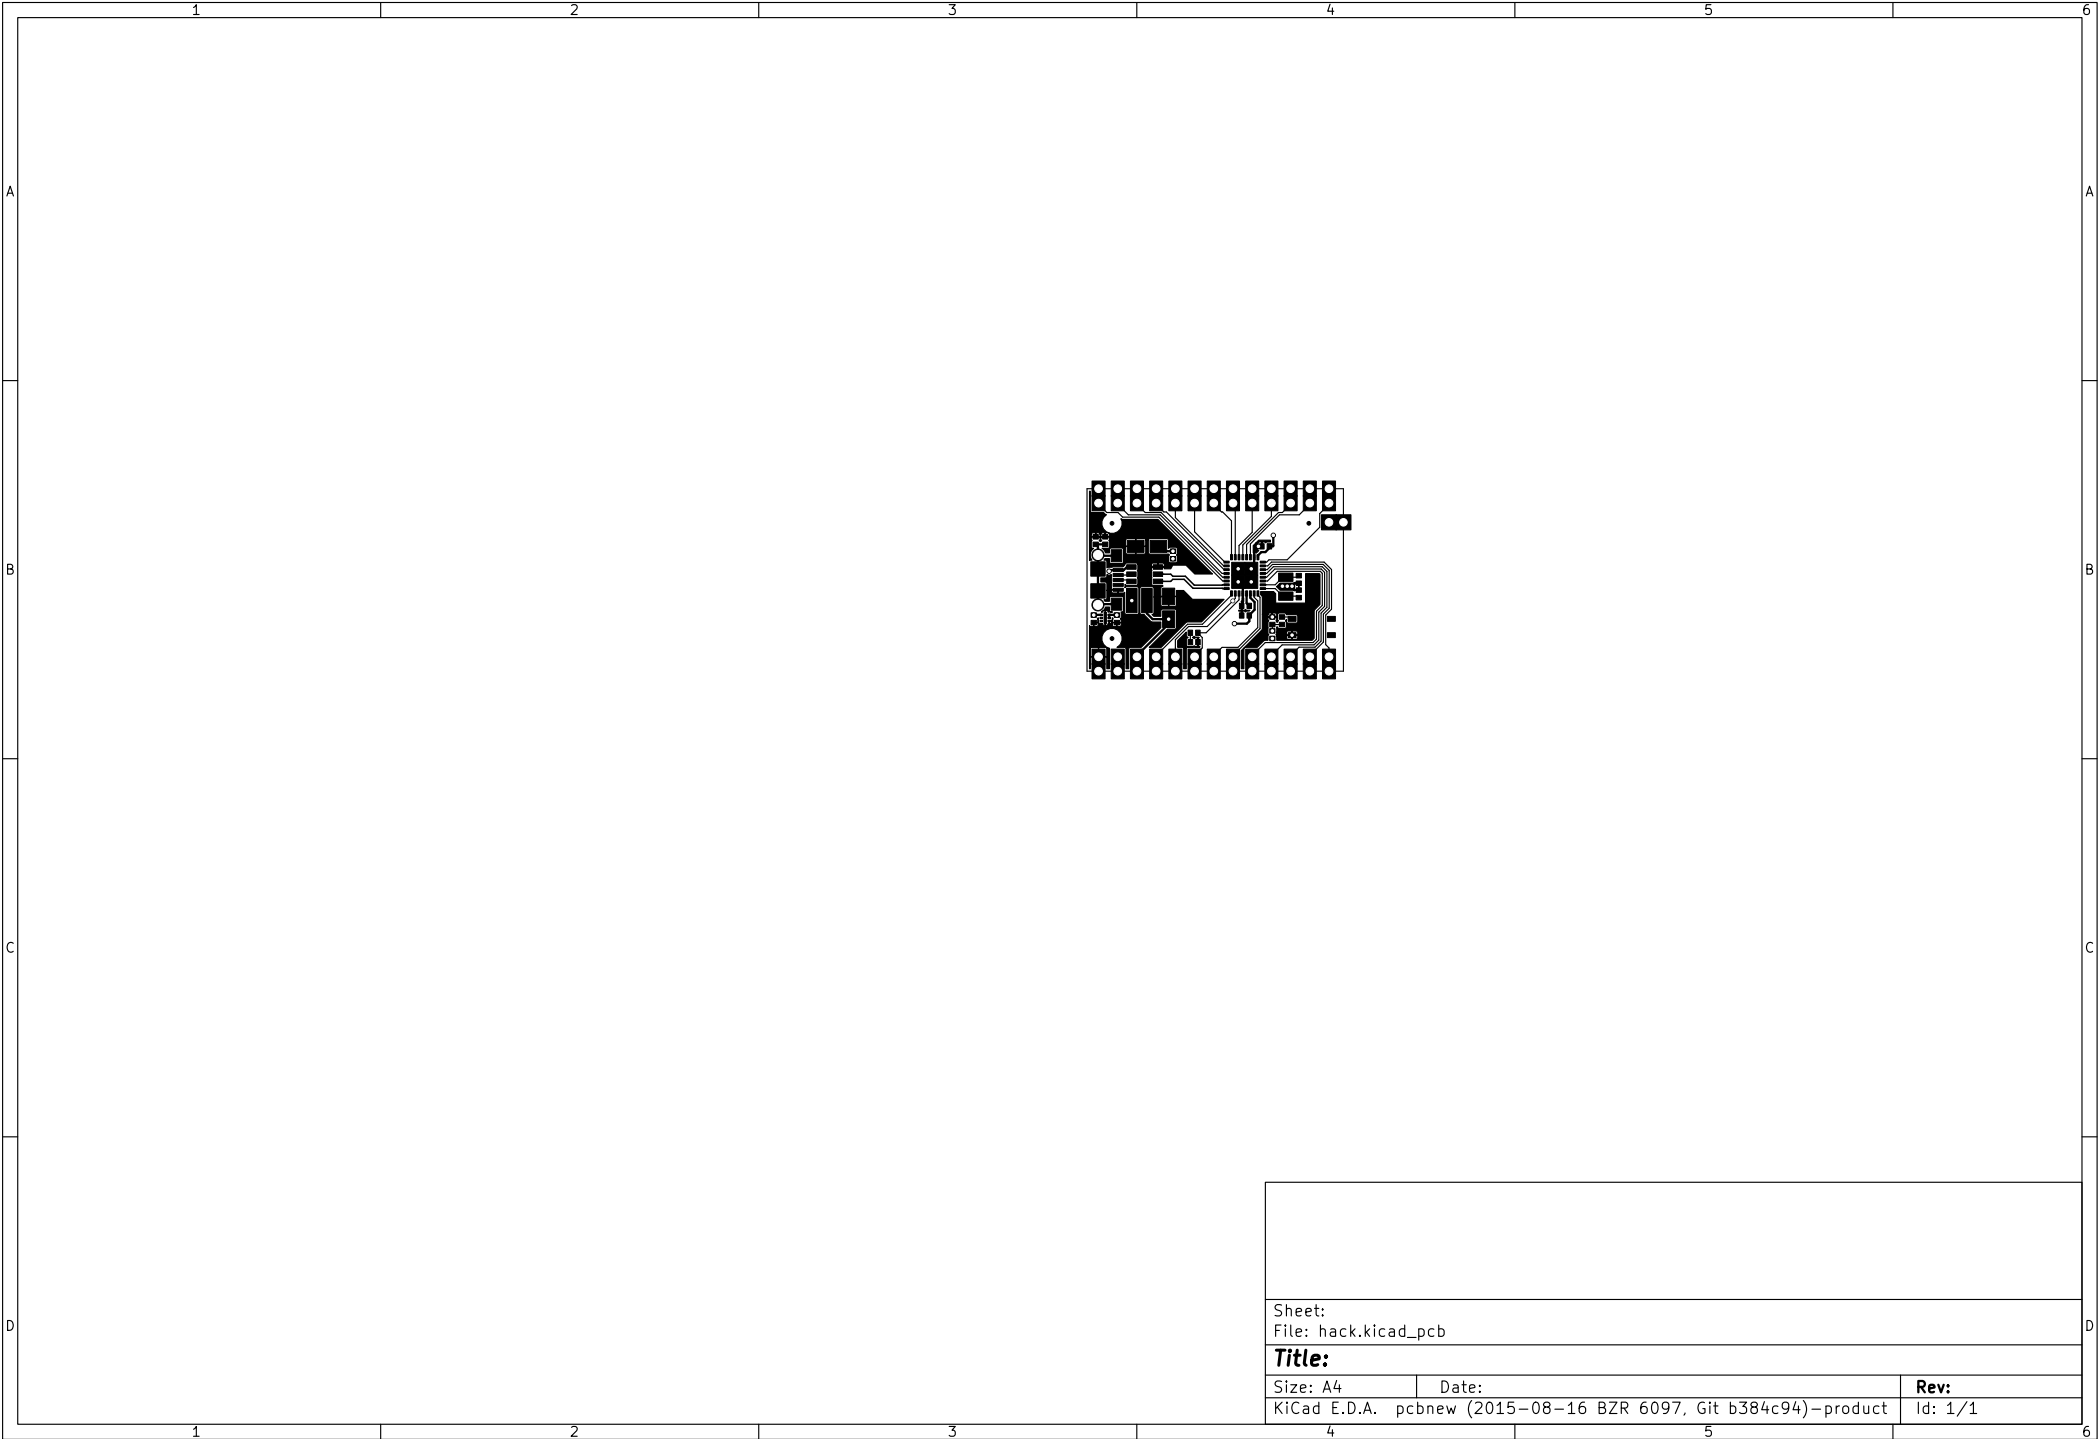 1 2 3 4 5 6
A A
B B
C C
Sheet:
D D
File: hack.kicad_pcb
Title:
Size: A4 Date: Rev:
KiCad E.D.A. pcbnew (2015-08-16 BZR 6097, Git b384c94)-product Id: 1/1
1 2 3 4 5 6